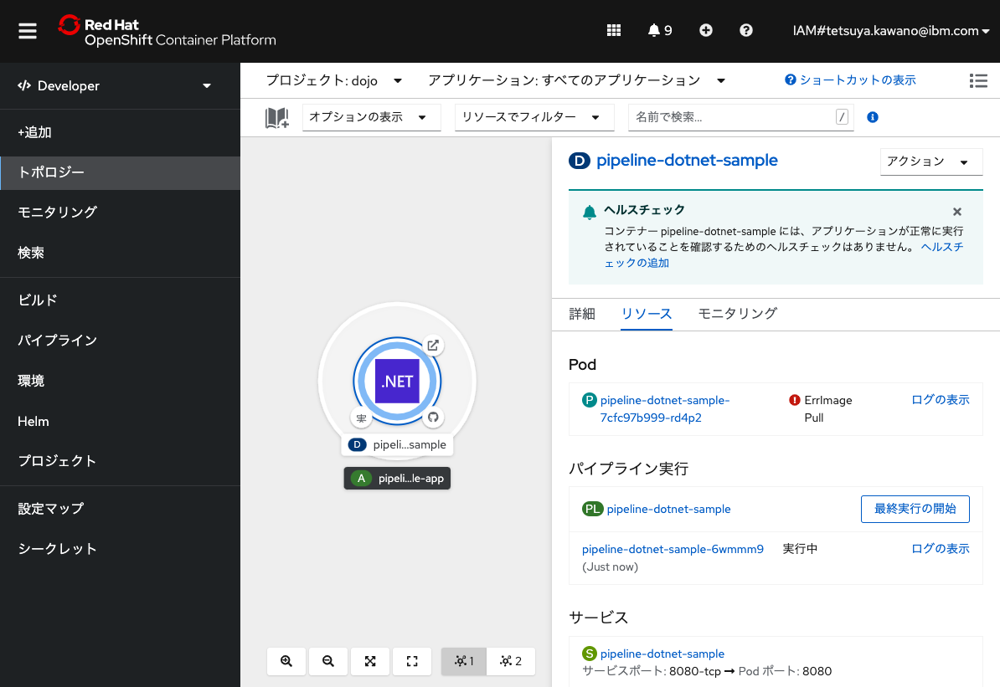 Red Hat
OpenShift Container Platform
9
IAM#tetsuya.kawano@ibm.com
</> Developer
プロジェクト: dojo
アプリケーション: すべてのアプリケーション
ショートカットの表示
+追加
トポロジー
モニタリング
検索
ビルド
パイプライン
環境
Helm
プロジェクト
設定マップ
シークレット
オプションの表示
リソースでフィルター
名前で検索...
/
.NET
実
D pipeli...sample
A pipeli...le-app
1
2
D pipeline-dotnet-sample
アクション
ヘルスチェック
コンテナー pipeline-dotnet-sample には、アプリケーションが正常に実行
されていることを確認するためのヘルスチェックはありません。 ヘルスチ
ェックの追加
詳細
リソース
モニタリング
Pod
P pipeline-dotnet-sample-
7cfc97b999-rd4p2
ErrImage
Pull
ログの表示
パイプライン実行
PL pipeline-dotnet-sample
最終実行の開始
pipeline-dotnet-sample-6wmmm9
実行中
ログの表示
(Just now)
サービス
S pipeline-dotnet-sample
サービスポート: 8080-tcp → Pod ポート: 8080